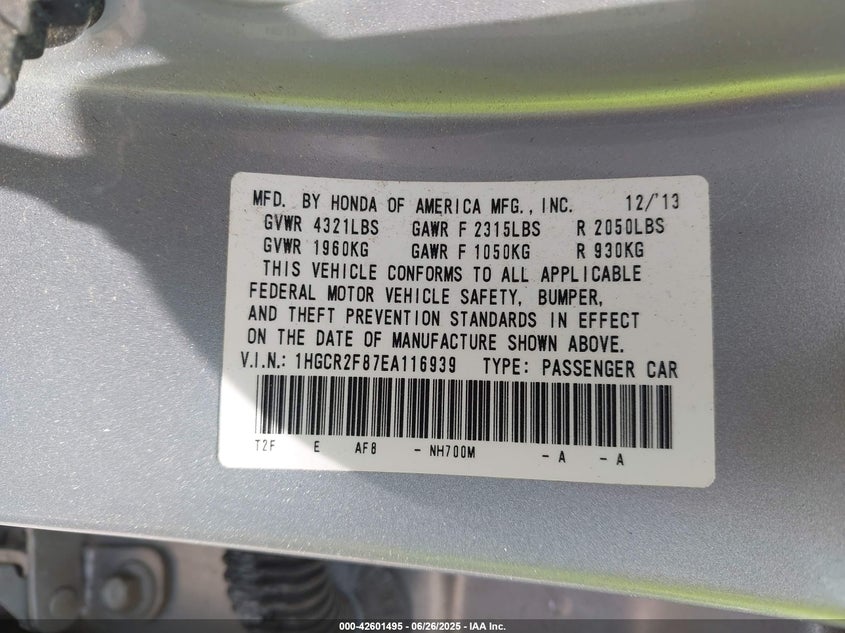 MFD. BY HONDA OF AMERICA MFG., INC. 12/'13
GVWR 4321LBS GAWR F 2315LBS R 2050LBS
GVWR 1960KG GAWR F 1050KG R 930KG
THIS VEHICLE CONFORMS TO ALL APPLICABLE
FEDERAL MOTOR VEHICLE SAFETY, BUMPER,
AND THEFT PREVENTION STANDARDS IN EFFECT
ON THE DATE OF MANUFACTURE SHOWN ABOVE.
V.I.N.: 1HGCR2F87EA116939 TYPE: PASSENGER CAR
T2F E AF8 - NH700M - A - A
000-42601495 - 06/26/2025 - IAA Inc.